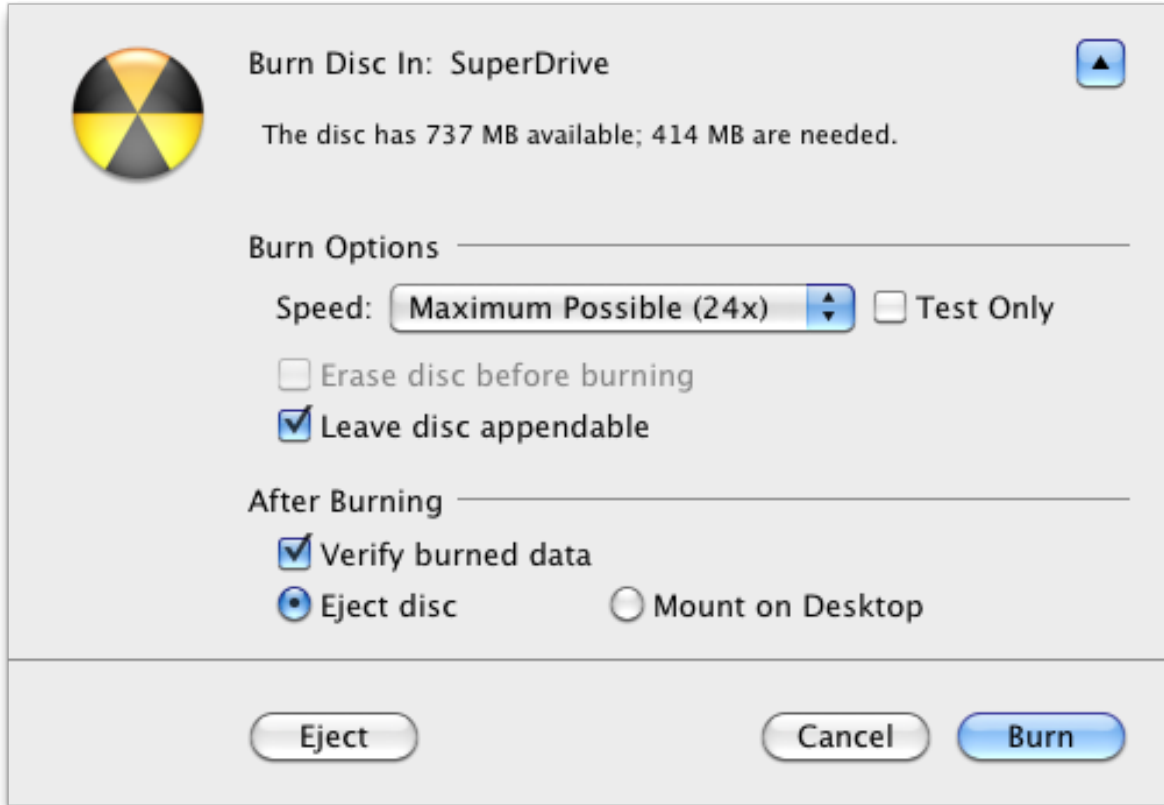 Burn Disc In: SuperDrive
The disc has 737 MB available; 414 MB are needed.
Burn Options
Speed: Maximum Possible (24x) Test Only
Erase disc before burning
Leave disc appendable
After Burning
Verify burned data
Eject disc Mount on Desktop
Eject Cancel Burn